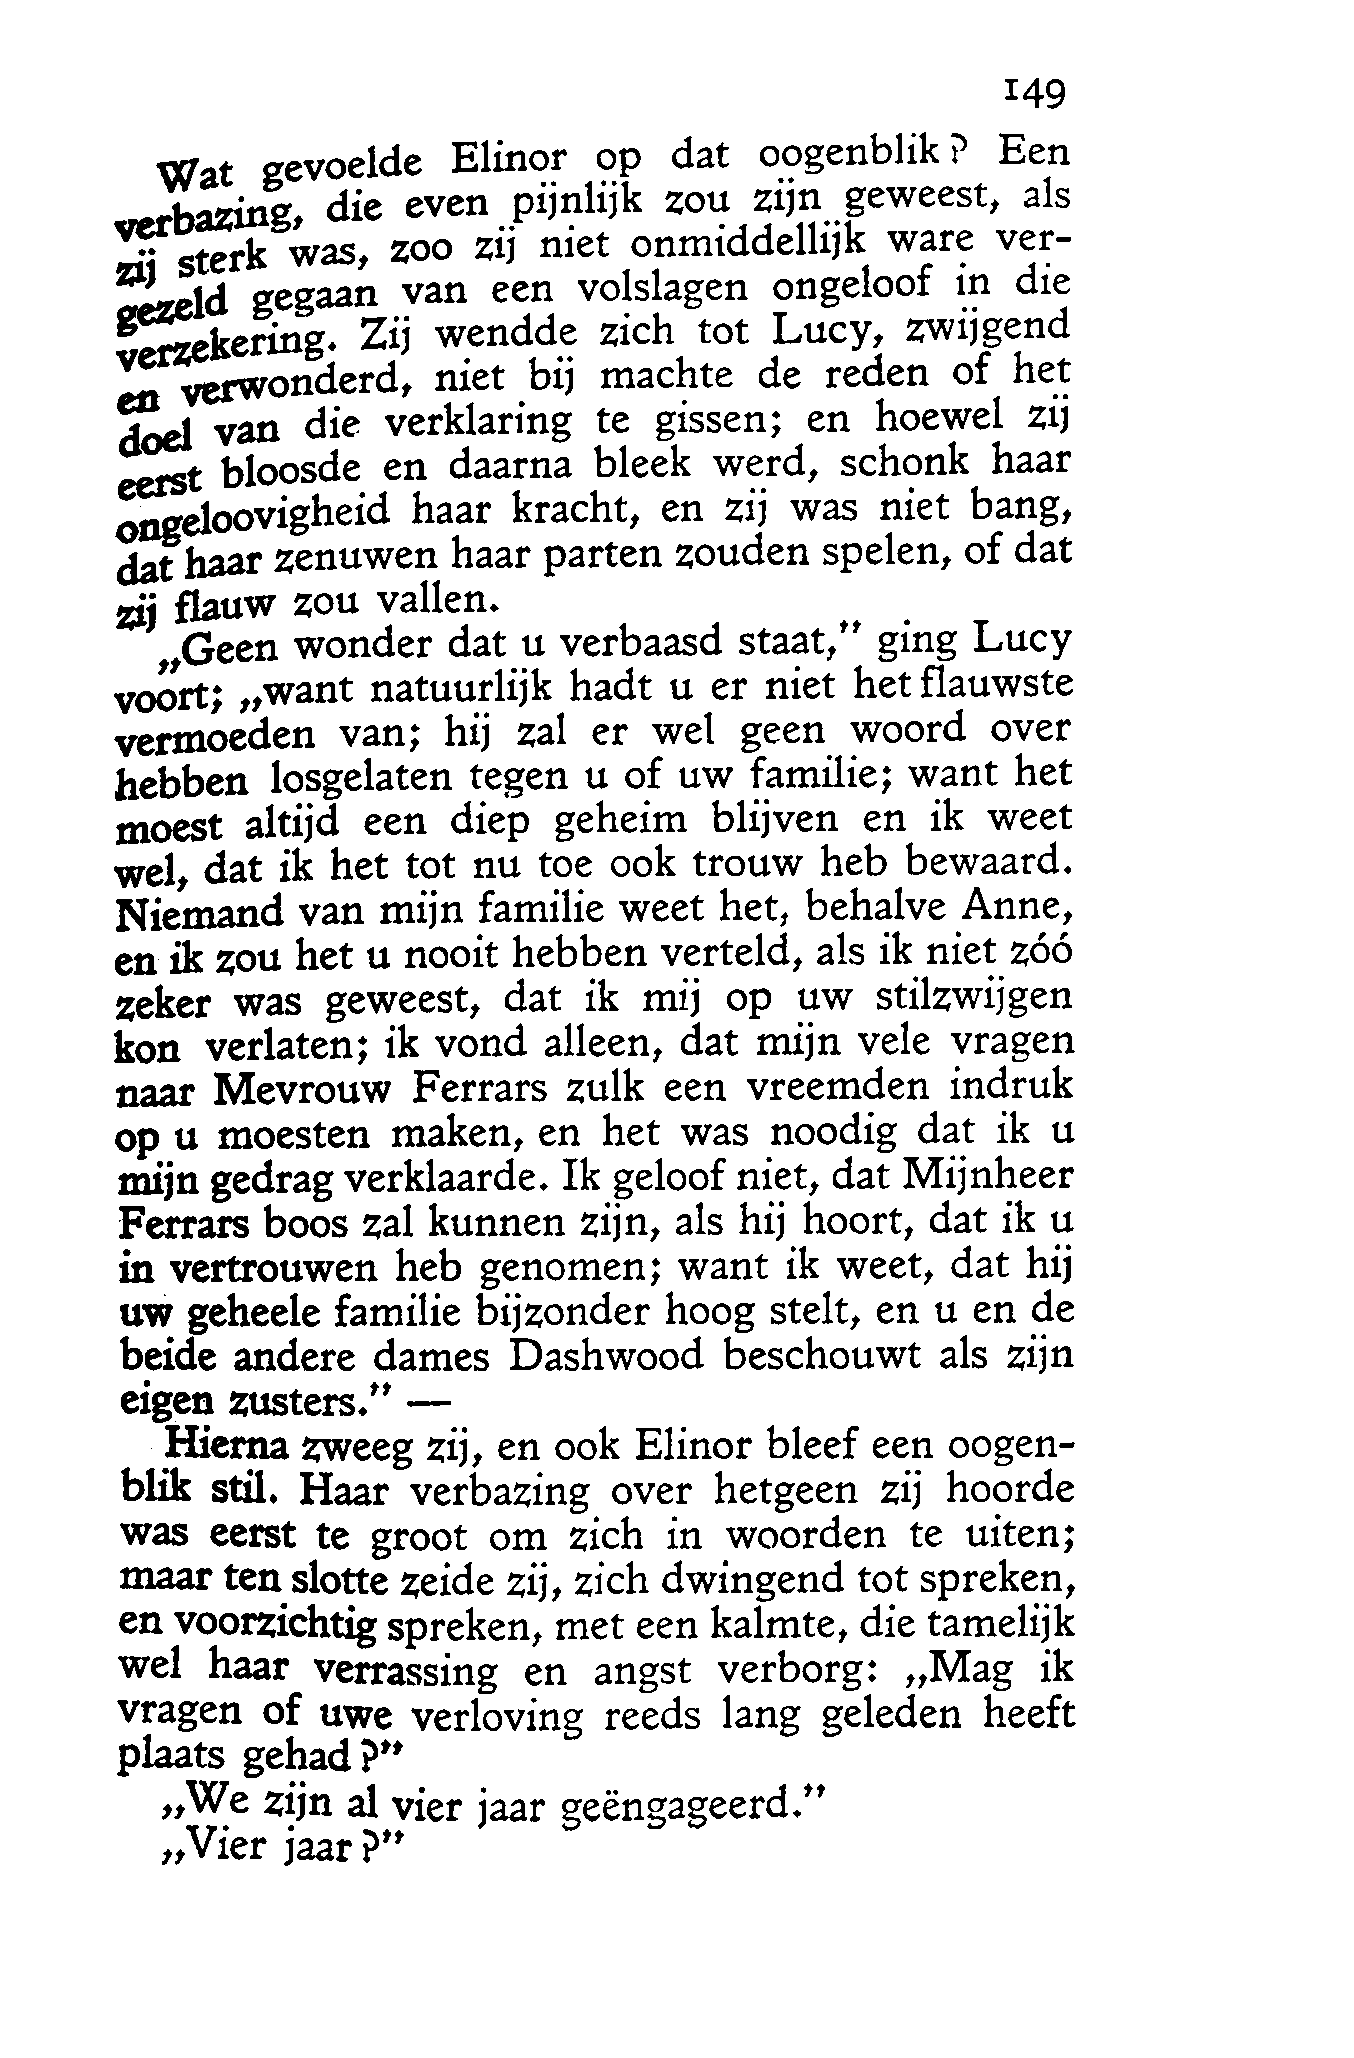 149
Wat gevoelde Elinor op dat oogenblik? Een
verbazing, die even pijnlijk zou zijn geweest, als
zij sterk was, zoo zij niet onmiddellijk ware ver-
gezeld gegaan van een volslagen ongeloof in die
verzekering. Zij wendde zich tot Lucy, zwijgend
en verwonderd, niet bij machte de reden of het
doel van die verklaring te gissen; en hoewel zij
eerst bloosde en daarna bleek werd, schonk haar
ongeloovigheid haar kracht, en zij was niet bang,
dat haar zenuwen haar parten zouden spelen, of dat
zij flauw zou vallen.
„Geen wonder dat u verbaasd staat,” ging Lucy
voort; „want natuurlijk hadt u er niet het flauwste
vermoeden van; hij zal er wel geen woord over
hebben losgelaten tegen u of uw familie; want het
moest altijd een diep geheim blijven en ik weet
wel, dat ik het tot nu toe ook trouw heb bewaard.
Niemand van mijn familie weet het, behalve Anne,
en ik zou het u nooit hebben verteld, als ik niet zóó
zeker was geweest, dat ik mij op uw stilzwijgen
kon verlaten; ik vond alleen, dat mijn vele vragen
naar Mevrouw Ferrars zulk een vreemden indruk
op u moesten maken, en het was noodig dat ik u
mijn gedrag verklaarde. Ik geloof niet, dat Mijnheer
Ferrars boos zal kunnen zijn, als hij hoort, dat ik u
in vertrouwen heb genomen; want ik weet, dat hij
uw geheele familie bijzonder hoog stelt, en u en de
beide andere dames Dashwood beschouwt als zijn
eigen zusters.” —
Hierna zweeg zij, en ook Elinor bleef een oogen-
blik stil. Haar verbazing over hetgeen zij hoorde
was eerst te groot om zich in woorden te uiten;
maar ten slotte zeide zij, zich dwingend tot spreken,
en voorzichtig spreken, met een kalmte, die tamelijk
wel haar verrassing en angst verborg: „Mag ik
vragen of uwe verloving reeds lang geleden heeft
plaats gehad?”
„We zijn al vier jaar geëngageerd.”
„Vier jaar?”